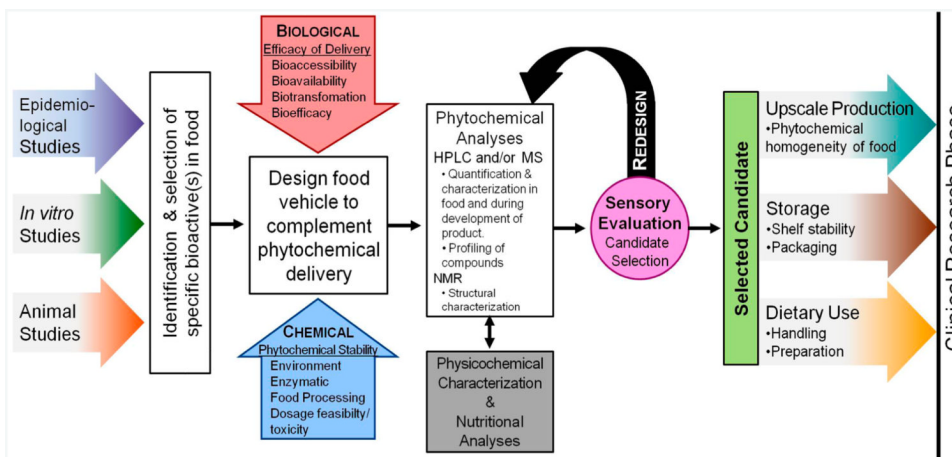 Epidemio-
logical
Studies
In vitro
Studies
Animal
Studies
Identification & selection of
specific bioactive(s) in food
BIOLOGICAL
Efficacy of Delivery
Bioaccessibility
Bioavailability
Biotransfomation
Bioefficacy
Design food
vehicle to
complement
phytochemical
delivery
CHEMICAL
Phytochemical Stability
Environment
Enzymatic
Food Processing
Dosage feasibilty/
toxicity
Phytochemical
Analyses
HPLC and/or MS
• Quantification &
characterization in
food and during
development of
product.
• Profiling of
compounds
NMR
• Structural
characterization
Physicochemical
Characterization
&
Nutritional
Analyses
REDESIGN
Sensory
Evaluation
Candidate
Selection
Selected Candidate
Upscale Production
•Phytochemical
homogeneity of food
Storage
•Shelf stability
•Packaging
Dietary Use
•Handling
•Preparation
Clinical Research Phase